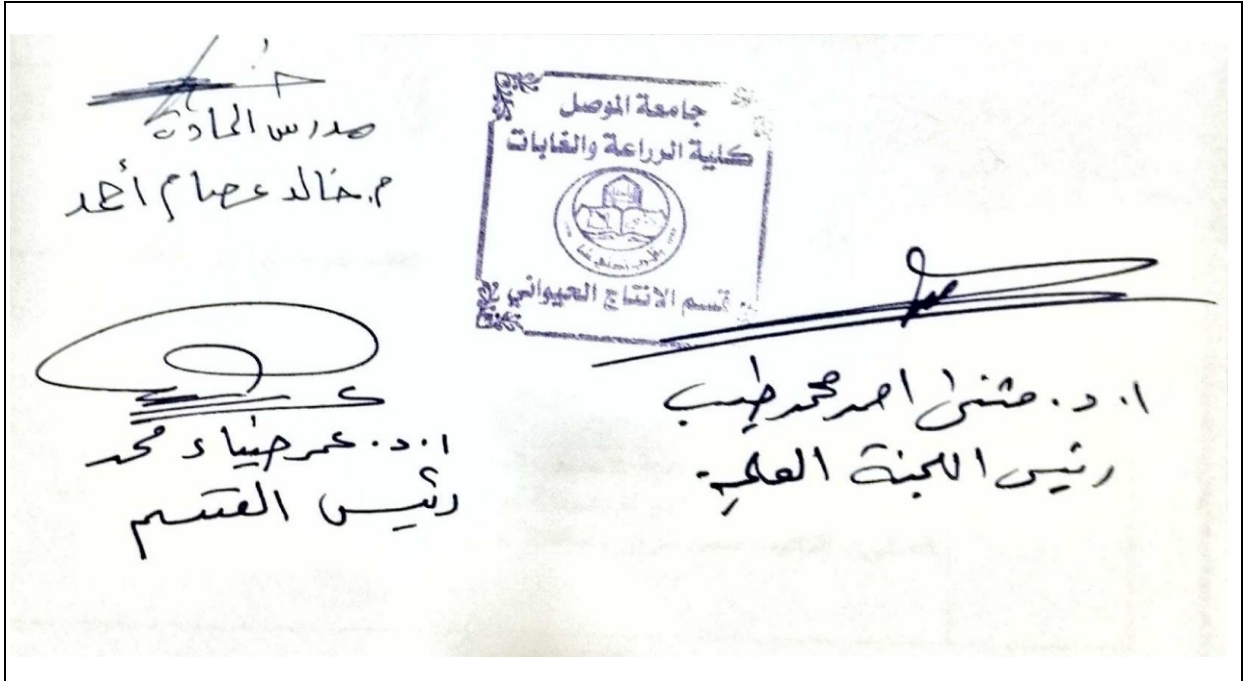 مدرس المادة
م. خالد عصام أحمد
جامعة الموصل
كلية الزراعة والغابات
قسم الانتاج الحيواني
ا. د. مثنى احمد محمد طيب
رئيس اللجنة العلمية
ا. د. عمر ضياء محمد
رئيس القسم